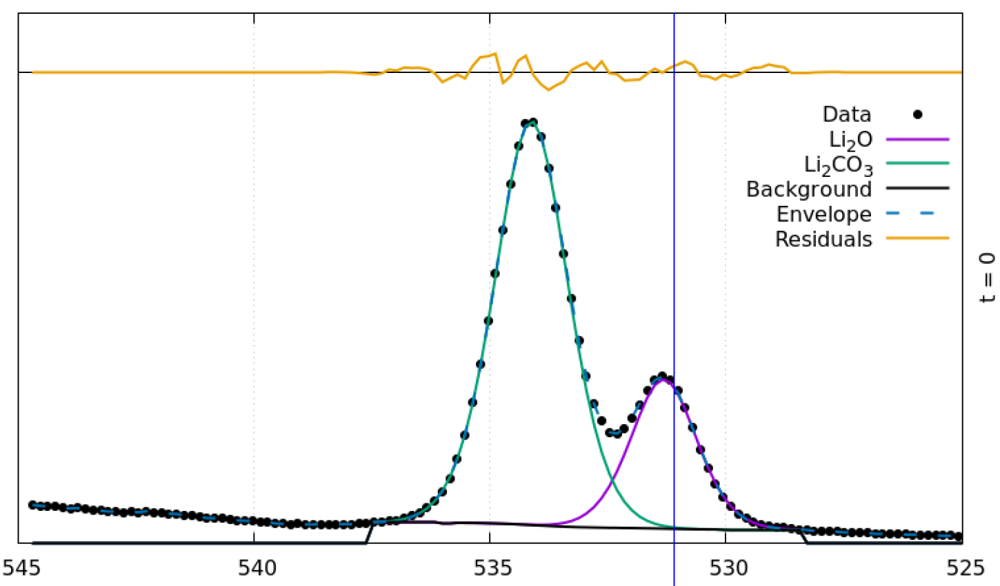 Data
Li₂O
Li₂CO₃
Background
Envelope
Residuals
t = 0
545 540 535 530 525